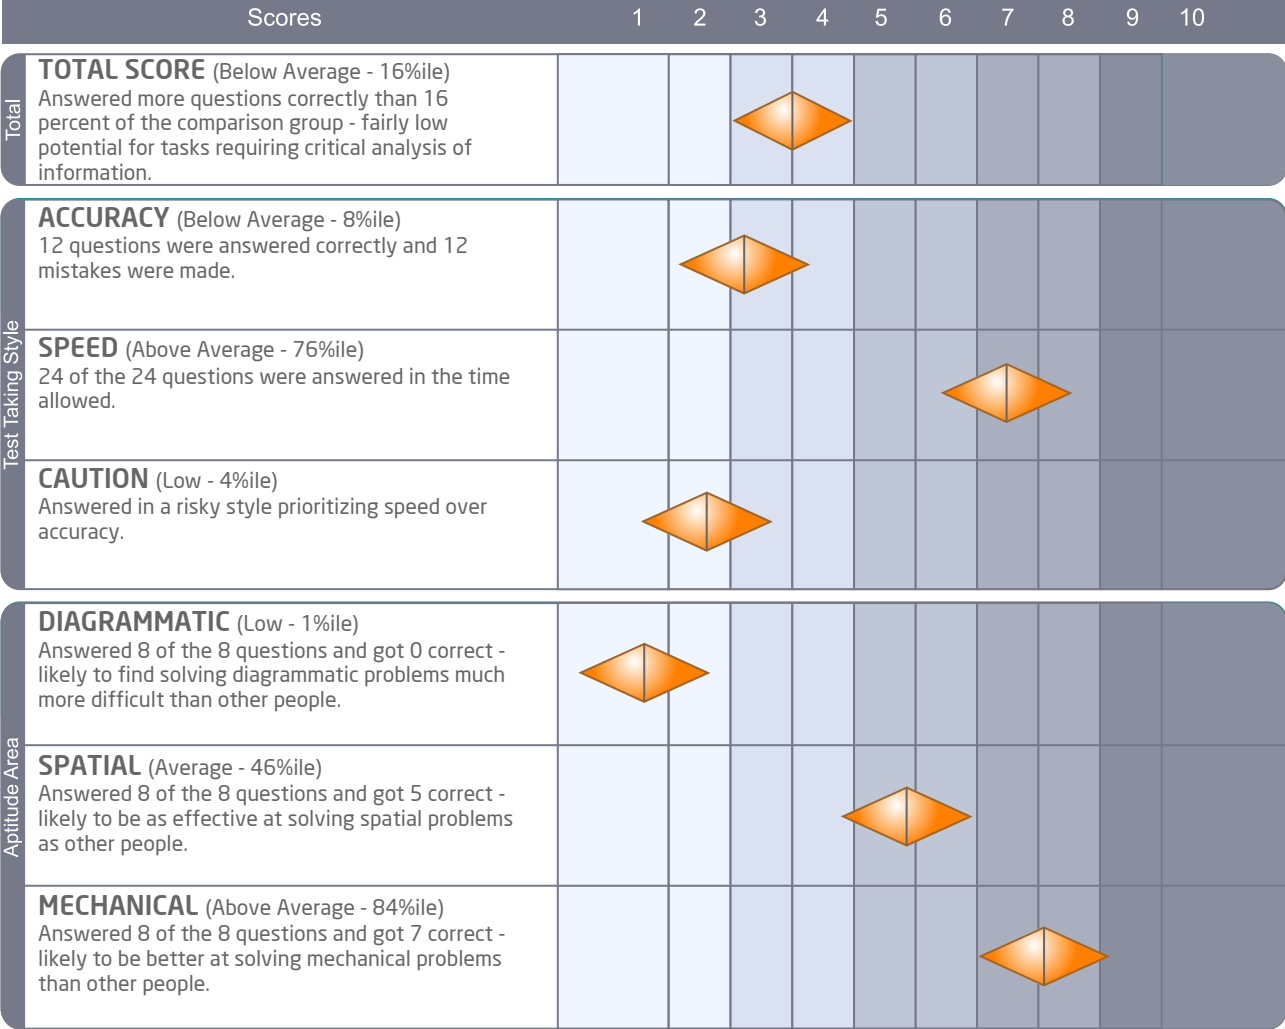 Scores 1 2 3 4 5 6 7 8 9 10
Total
TOTAL SCORE (Below Average - 16%ile)
Answered more questions correctly than 16
percent of the comparison group - fairly low
potential for tasks requiring critical analysis of
information.
Test Taking Style
ACCURACY (Below Average - 8%ile)
12 questions were answered correctly and 12
mistakes were made.
SPEED (Above Average - 76%ile)
24 of the 24 questions were answered in the time
allowed.
CAUTION (Low - 4%ile)
Answered in a risky style prioritizing speed over
accuracy.
Aptitude Area
DIAGRAMMATIC (Low - 1%ile)
Answered 8 of the 8 questions and got 0 correct -
likely to find solving diagrammatic problems much
more difficult than other people.
SPATIAL (Average - 46%ile)
Answered 8 of the 8 questions and got 5 correct -
likely to be as effective at solving spatial problems
as other people.
MECHANICAL (Above Average - 84%ile)
Answered 8 of the 8 questions and got 7 correct -
likely to be better at solving mechanical problems
than other people.